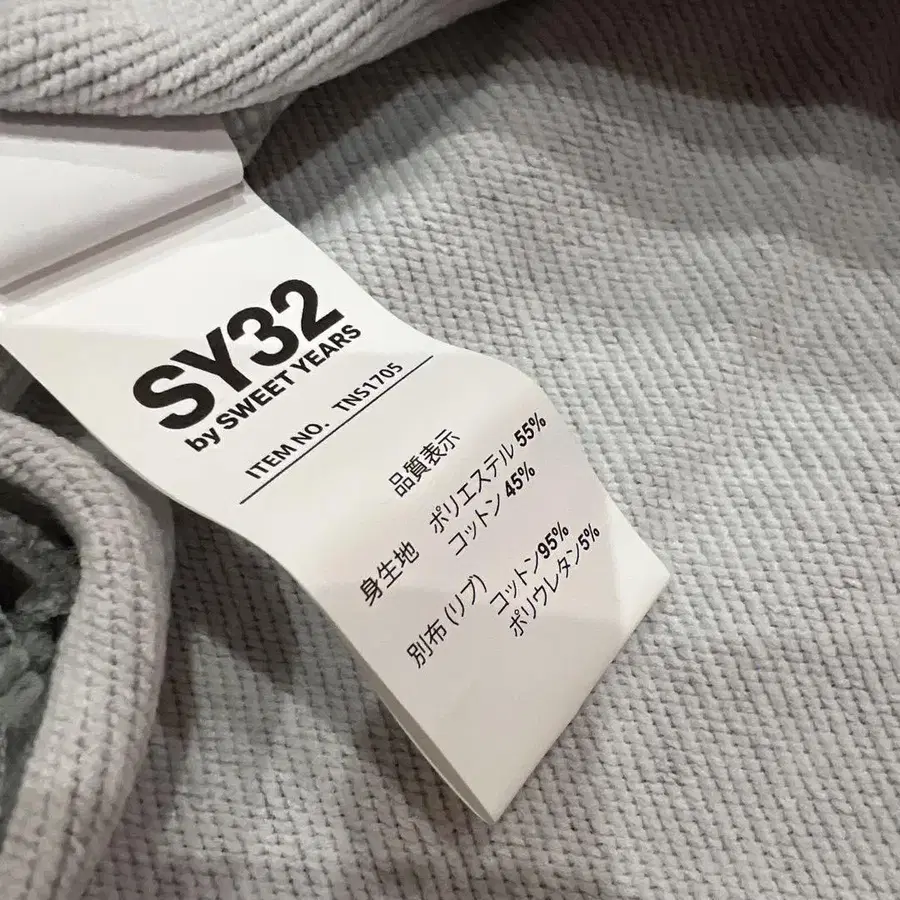 SY32
by SWEET YEARS
ITEM NO. TNS1705
品質表示
身生地 ポリエステル 55%
コットン 45%
別布 (リブ) コットン95%
ポリウレタン5%